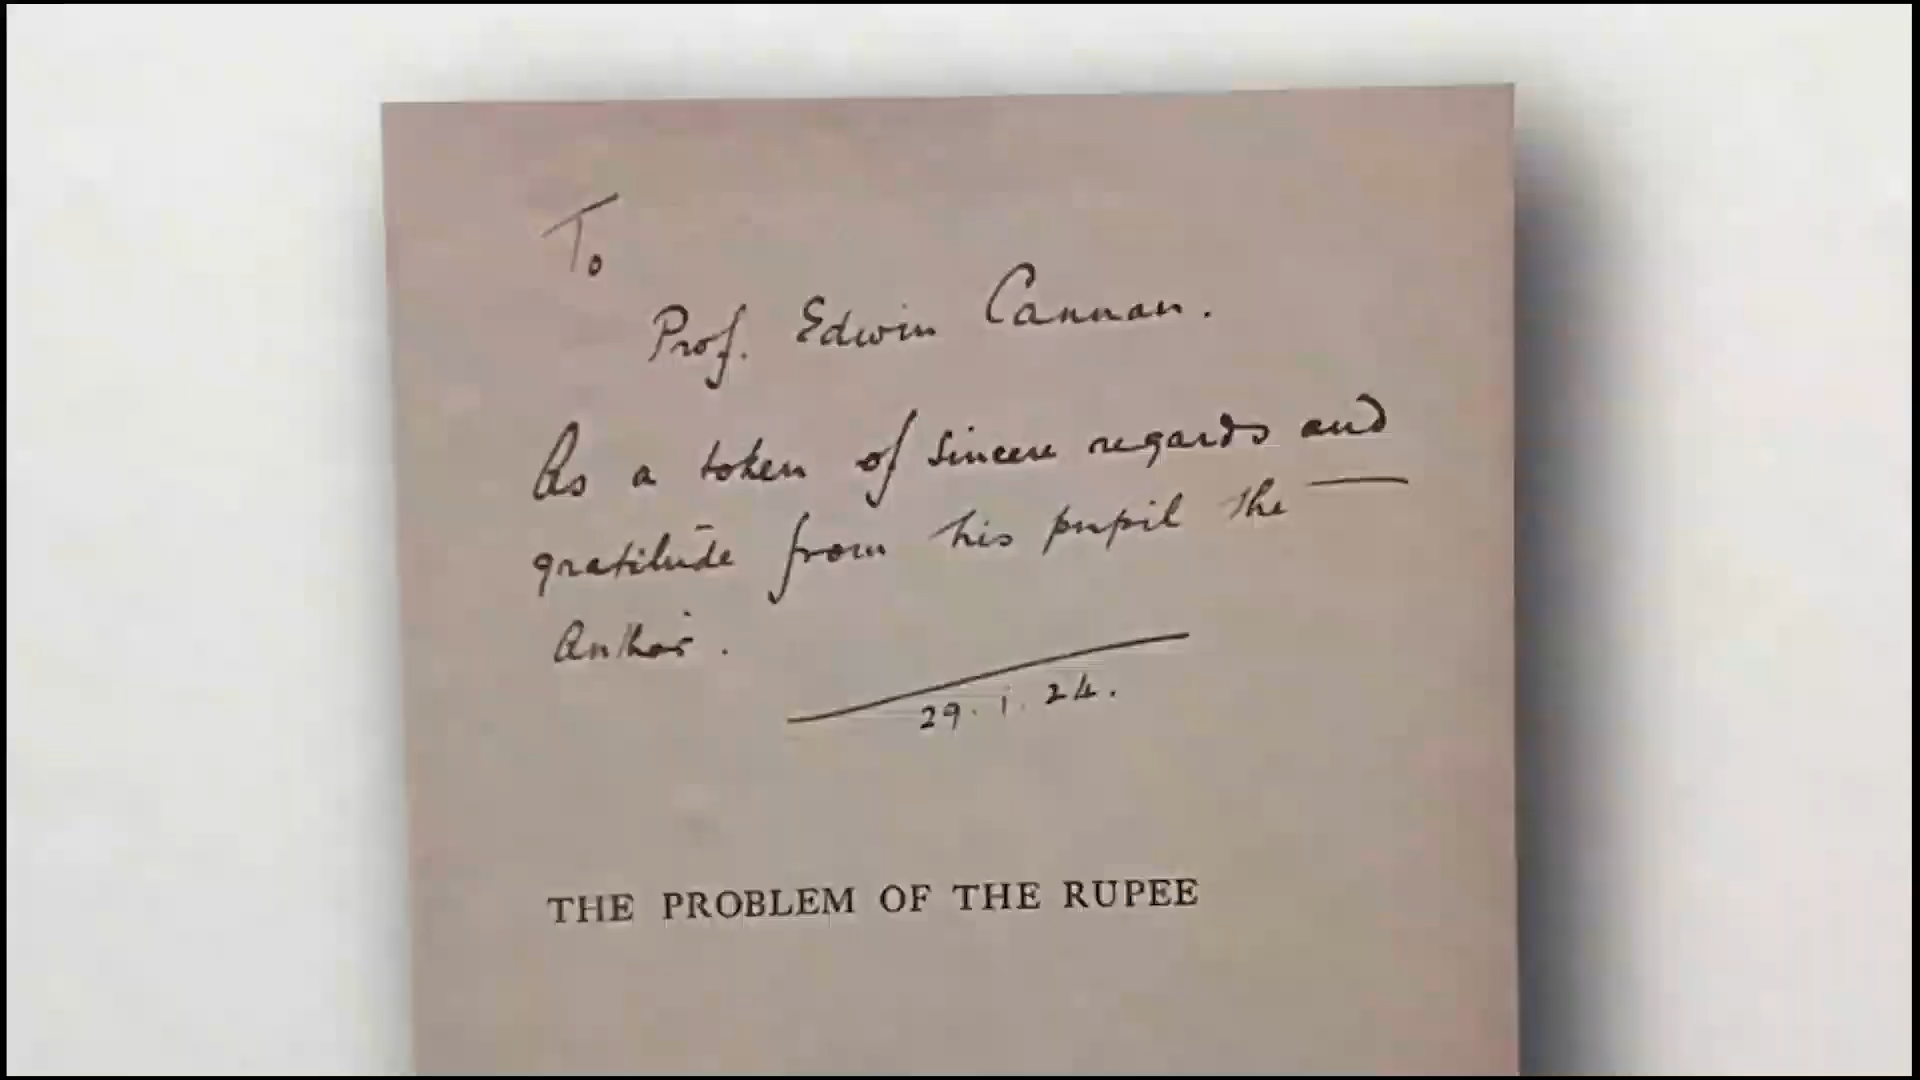 To
Prof. Edwin Cannan.
As a token of sincere regards and
gratitude from his pupil the —
Author.
29.1.24.
THE PROBLEM OF THE RUPEE